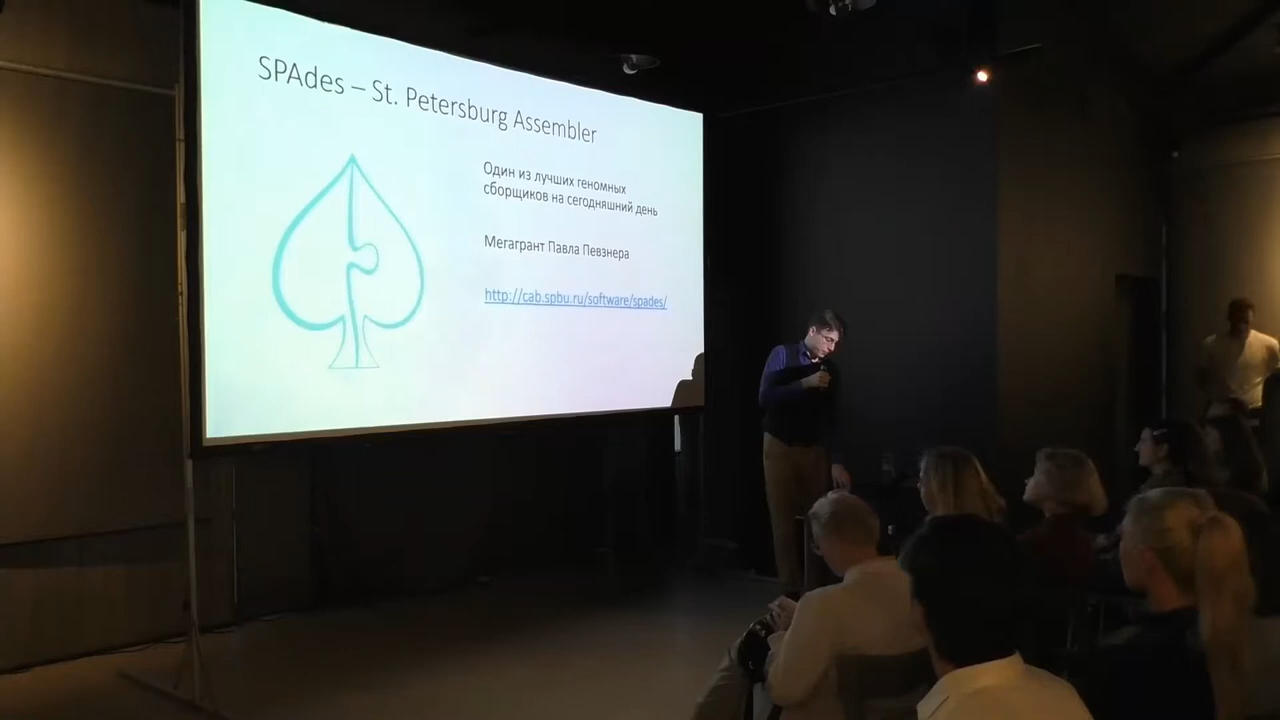 SPAdes – St. Petersburg Assembler
Один из лучших геномных
сборщиков на сегодняшний день
Мегагрант Павла Певзнера
http://cab.spbu.ru/software/spades/